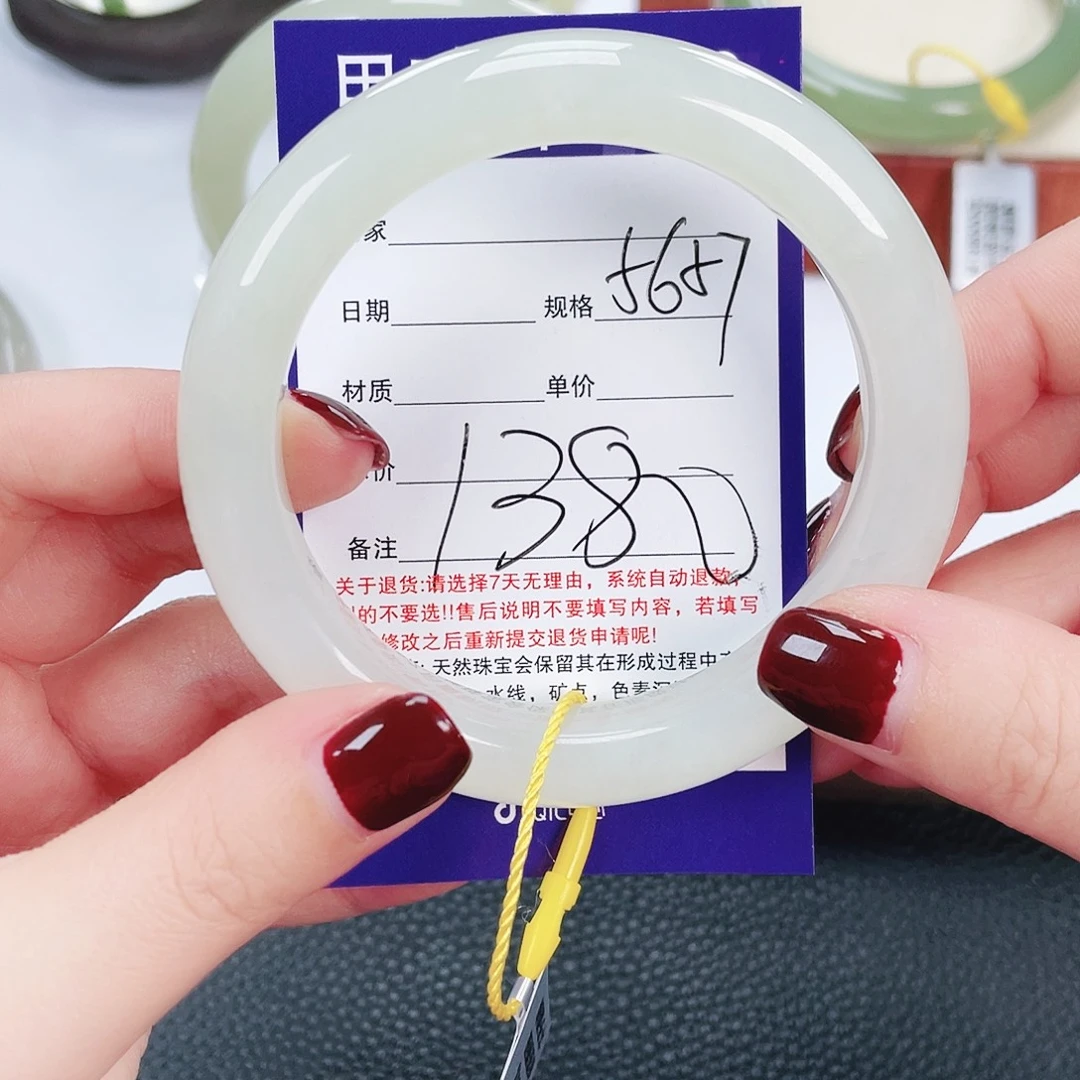 家
日期 规格 5657
材质 单价
价 1380
备注
关于退货:请选择7天无理由,系统自动退款,
的不要选!!售后说明不要填写内容,若填写
修改之后重新提交退货申请呢!
天然珠宝会保留其在形成过程中
水线,矿点,色素沉